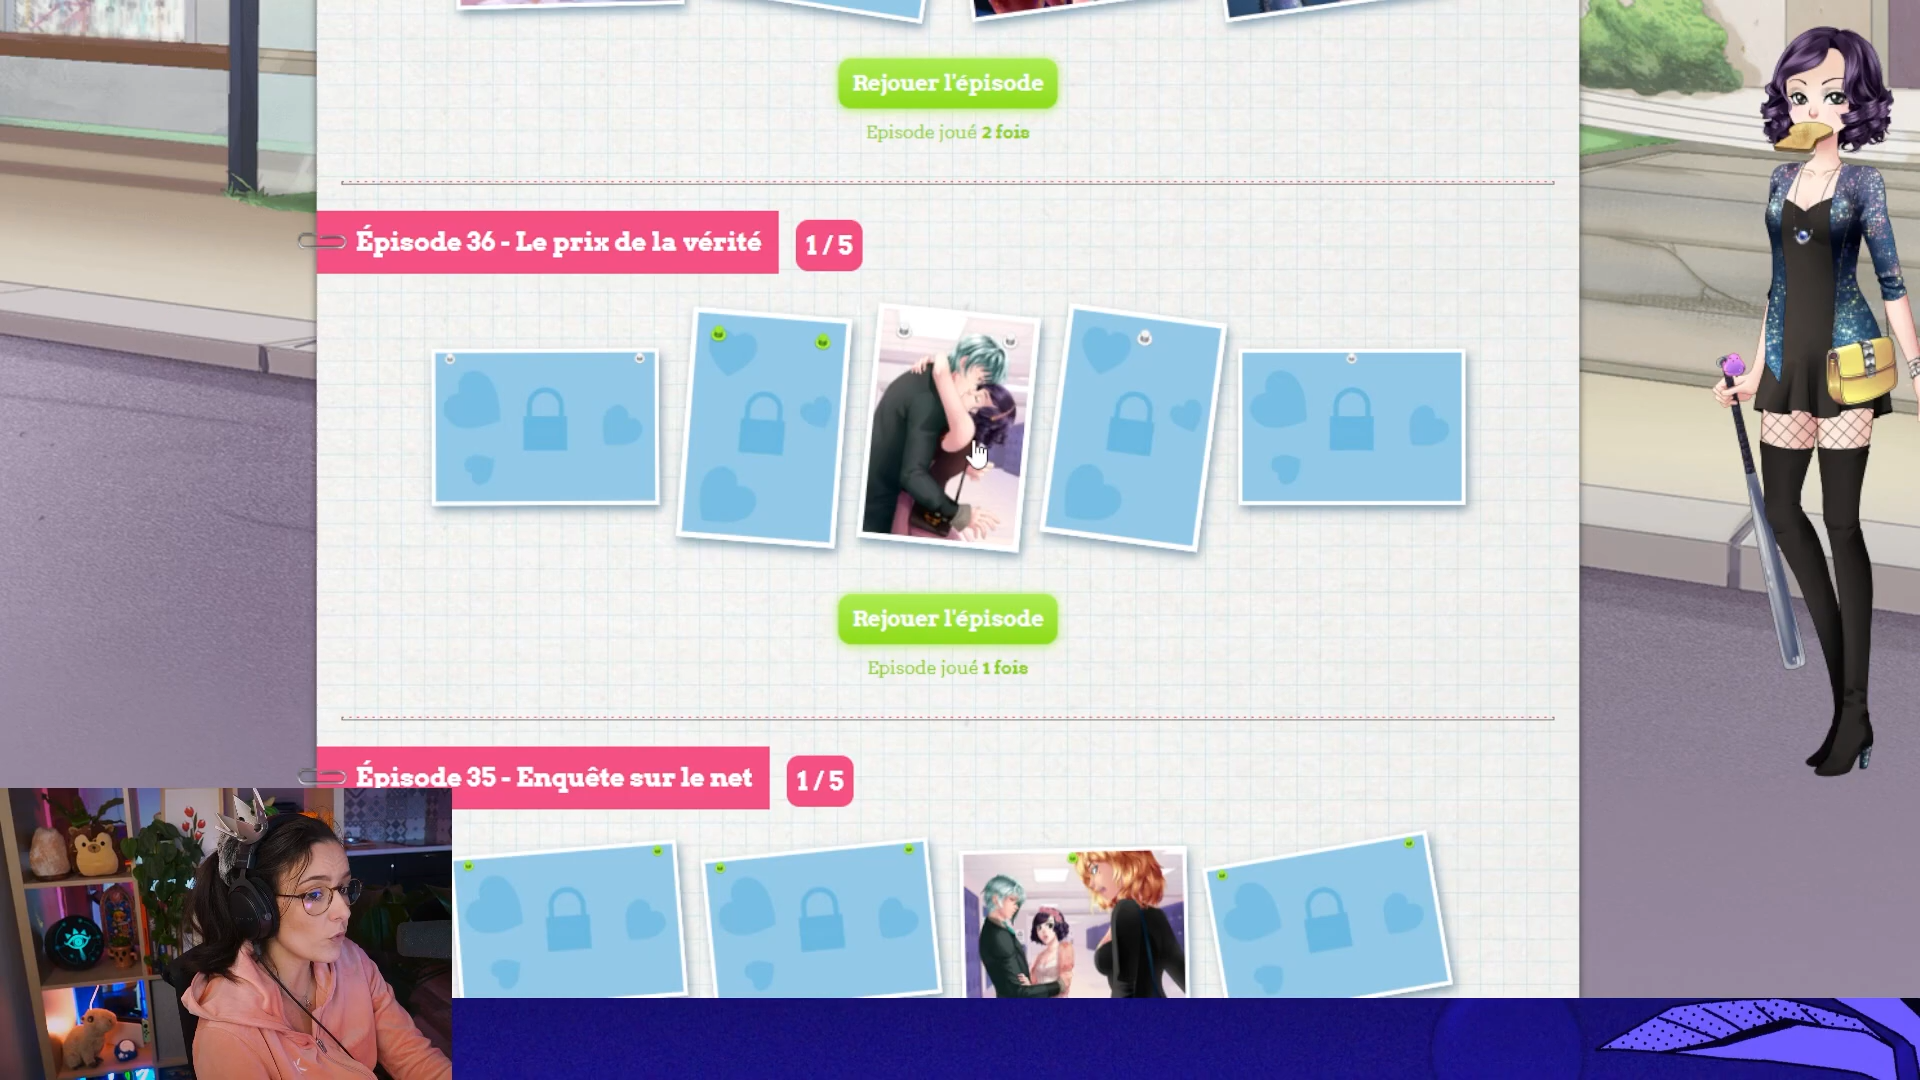 Rejouer l'épisode
Episode joué 2 fois
Épisode 36 - Le prix de la vérité
1 / 5
Rejouer l'épisode
Episode joué 1 fois
Épisode 35 - Enquête sur le net
1 / 5